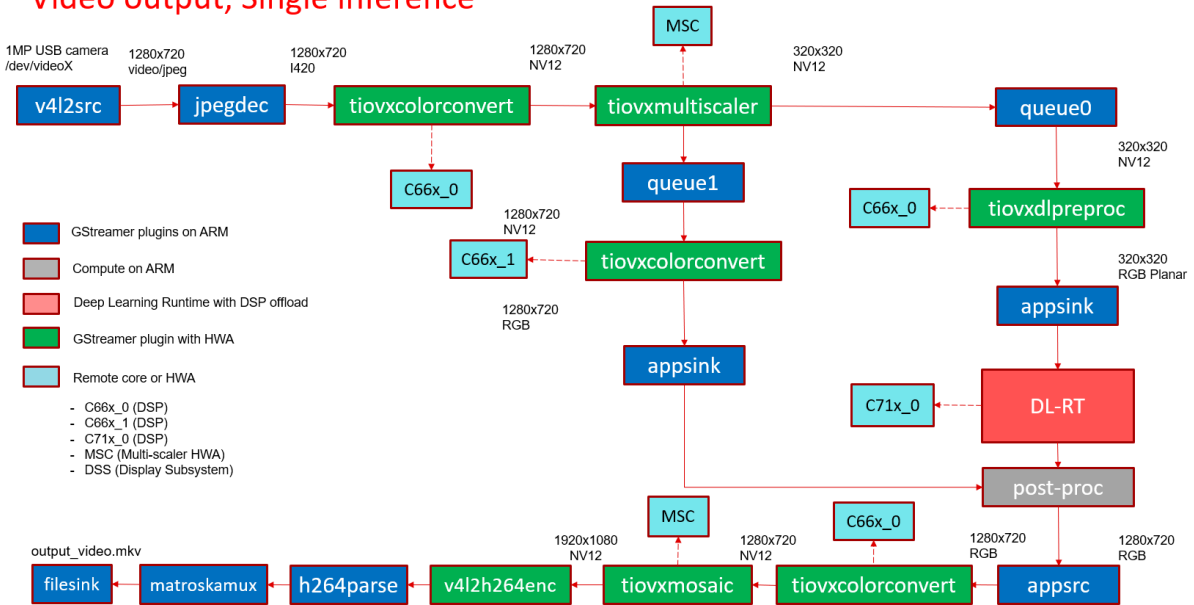 Video output, Single Inference
MSC
1MP USB camera
/dev/videoX
1280x720
video/jpeg
1280x720
I420
1280x720
NV12
320x320
NV12
v4l2src
jpegdec
tiovxcolorconvert
tiovxmultiscaler
queue0
320x320
NV12
C66x_0
queue1
C66x_0
tiovxdlpreproc
1280x720
NV12
GStreamer plugins on ARM
C66x_1
tiovxcolorconvert
Compute on ARM
320x320
RGB Planar
Deep Learning Runtime with DSP offload
1280x720
RGB
appsink
GStreamer plugin with HWA
appsink
Remote core or HWA
- C66x_0 (DSP)
- C66x_1 (DSP)
- C71x_0 (DSP)
- MSC (Multi-scaler HWA)
- DSS (Display Subsystem)
C71x_0
DL-RT
post-proc
MSC
C66x_0
output_video.mkv
1920x1080
NV12
1280x720
NV12
1280x720
RGB
1280x720
RGB
filesink
matroskamux
h264parse
v4l2h264enc
tiovxmosaic
tiovxcolorconvert
appsrc